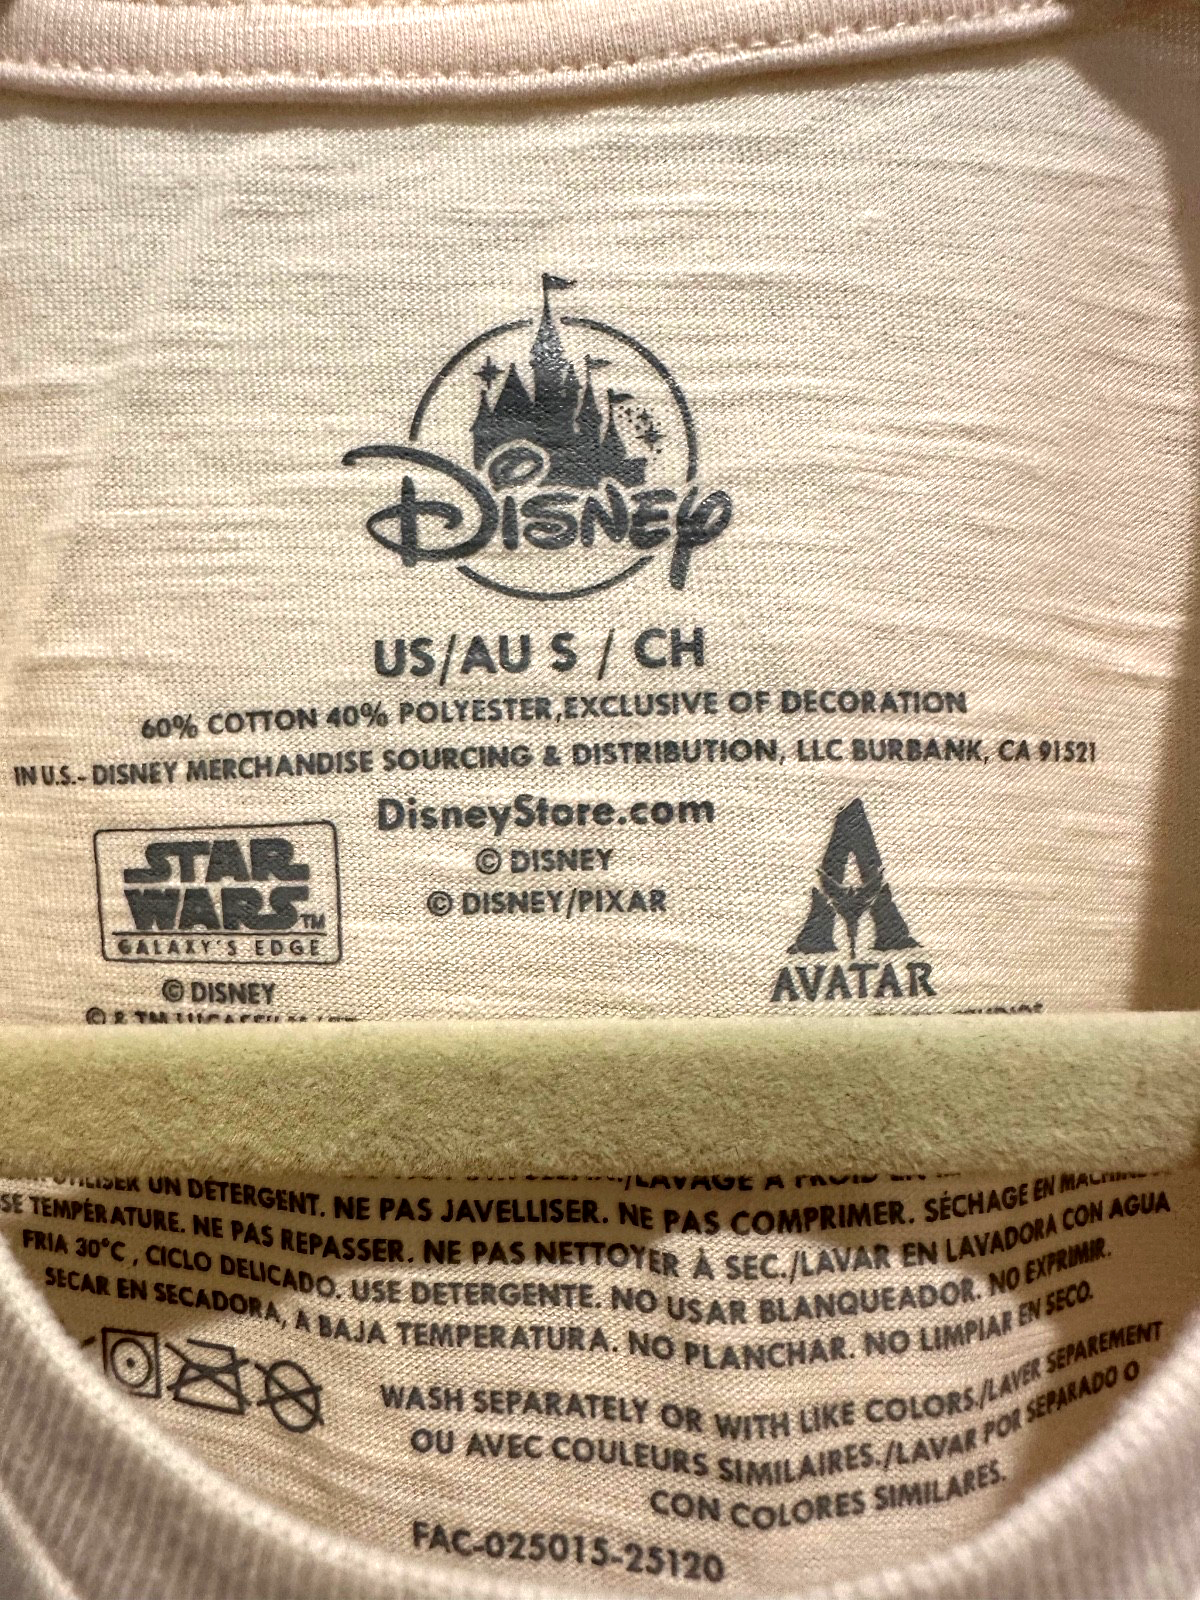 Disney
US/AU S / CH
60% COTTON 40% POLYESTER,EXCLUSIVE OF DECORATION
IN U.S.- DISNEY MERCHANDISE SOURCING & DISTRIBUTION, LLC BURBANK, CA 91521
DisneyStore.com
© DISNEY
© DISNEY/PIXAR
STAR
WARS™
GALAXY'S EDGE
© DISNEY
© & TM
AVATAR
UN DÉTERGENT. NE PAS JAVELLISER. NE PAS COMPRIMER. SÉCHAGE EN
TEMPÉRATURE. NE PAS REPASSER. NE PAS NETTOYER À SEC./LAVAR EN LAVADORA CON AGUA
FRIA 30°C , CICLO DELICADO. USE DETERGENTE. NO USAR BLANQUEADOR. NO EXPRIMIR.
SECAR EN SECADORA, A BAJA TEMPERATURA. NO PLANCHAR. NO LIMPIAR EN SECO.
WASH SEPARATELY OR WITH LIKE COLORS./LAVER SEPAREMENT
OU AVEC COULEURS SIMILAIRES./LAVAR POR SEPARADO O
CON COLORES SIMILARES.
FAC-025015-25120